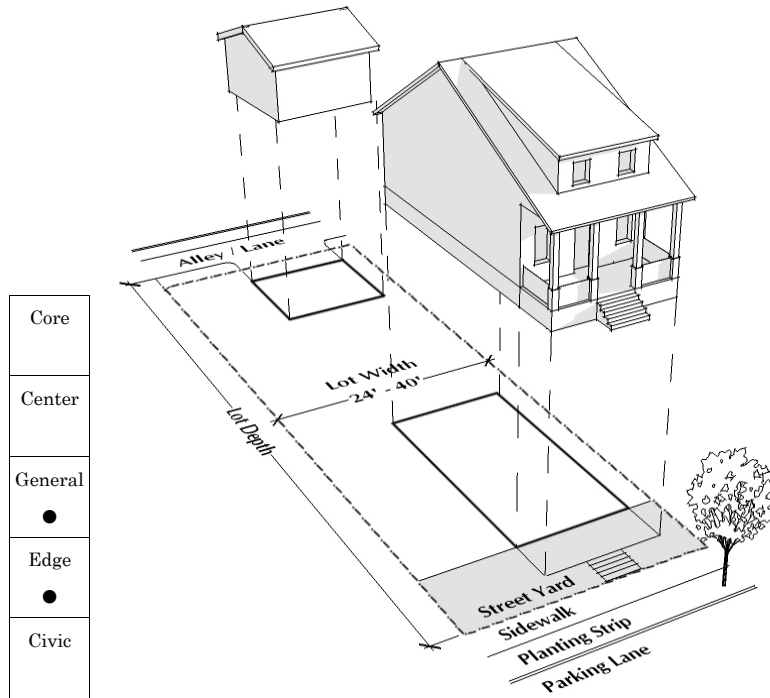 Core
Center
General
●
Edge
●
Civic
Alley / Lane
Lot Width
24' - 40'
Lot Depth
Street Yard
Sidewalk
Planting Strip
Parking Lane